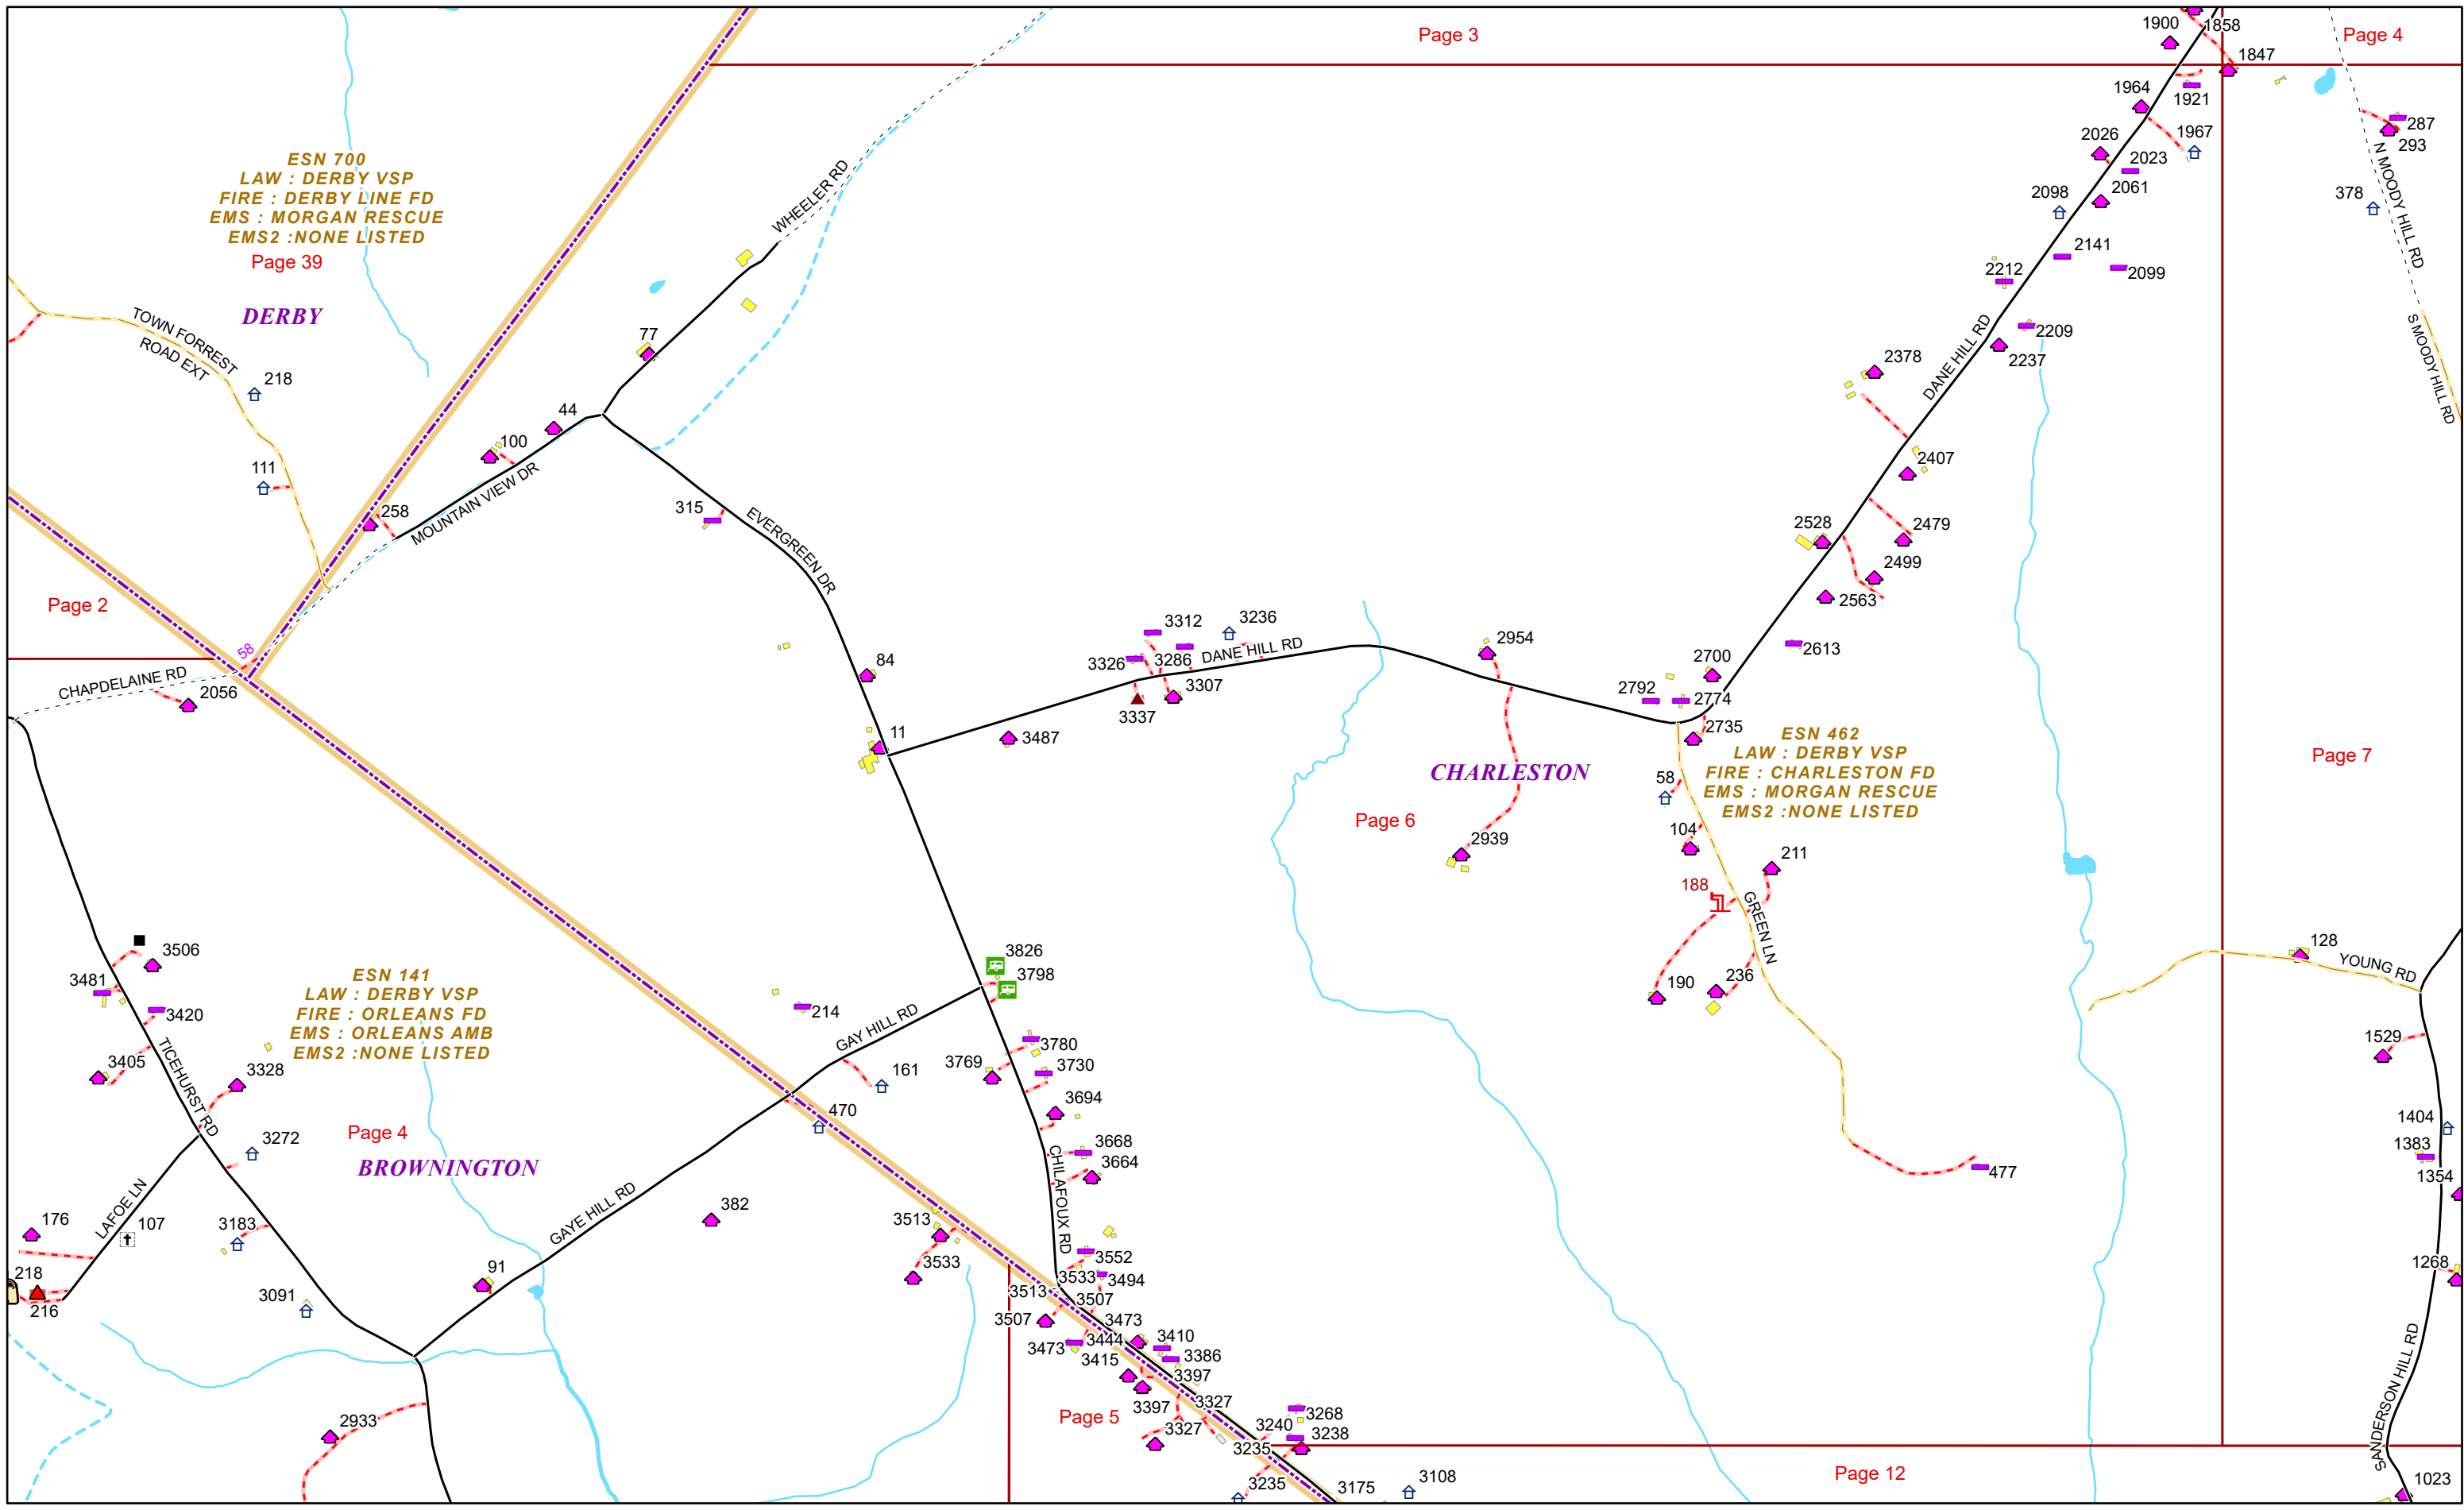 Page 3
1900
1858
Page 4
1847
1964
1921
2026
1967
287
293
2023
N MOODY HILL RD
ESN 700
LAW : DERBY VSP
FIRE : DERBY LINE FD
EMS : MORGAN RESCUE
EMS2 :NONE LISTED
Page 39
DERBY
WHEELER RD
2061
2098
378
2141
2099
2212
TOWN FORREST
ROAD EXT
218
77
2209
2237
DANE HILL RD
S MOODY HILL RD
2378
44
100
MOUNTAIN VIEW DR
111
258
315
EVERGREEN DR
2407
2479
2528
2499
2563
Page 2
58
CHAPDELAINE RD
2056
84
11
3312
3236
3326
3286
DANE HILL RD
3307
3337
3487
2954
2613
2700
2792
2774
2735
ESN 462
LAW : DERBY VSP
FIRE : CHARLESTON FD
EMS : MORGAN RESCUE
EMS2 :NONE LISTED
CHARLESTON
58
Page 7
Page 6
104
2939
211
188
GREEN LN
190
236
128
YOUNG RD
3506
3481
3420
3405
TICEHURST RD
3328
ESN 141
LAW : DERBY VSP
FIRE : ORLEANS FD
EMS : ORLEANS AMB
EMS2 :NONE LISTED
3826
3798
214
GAY HILL RD
161
3769
3780
3730
3694
1529
Page 4
BROWNINGTON
3272
470
3668
3664
CHILAFOUX RD
477
1404
1383
1354
LAFOE LN
176
107
3183
GAYE HILL RD
382
3513
3533
218
216
3091
91
3552
3533
3494
3513
3507
3507
3473
3473
3444
3410
3415
3386
3397
3397
3327
3327
Page 5
1268
SANDERSON HILL RD
2933
3268
3240
3238
3235
3235
3175
3108
Page 12
1023